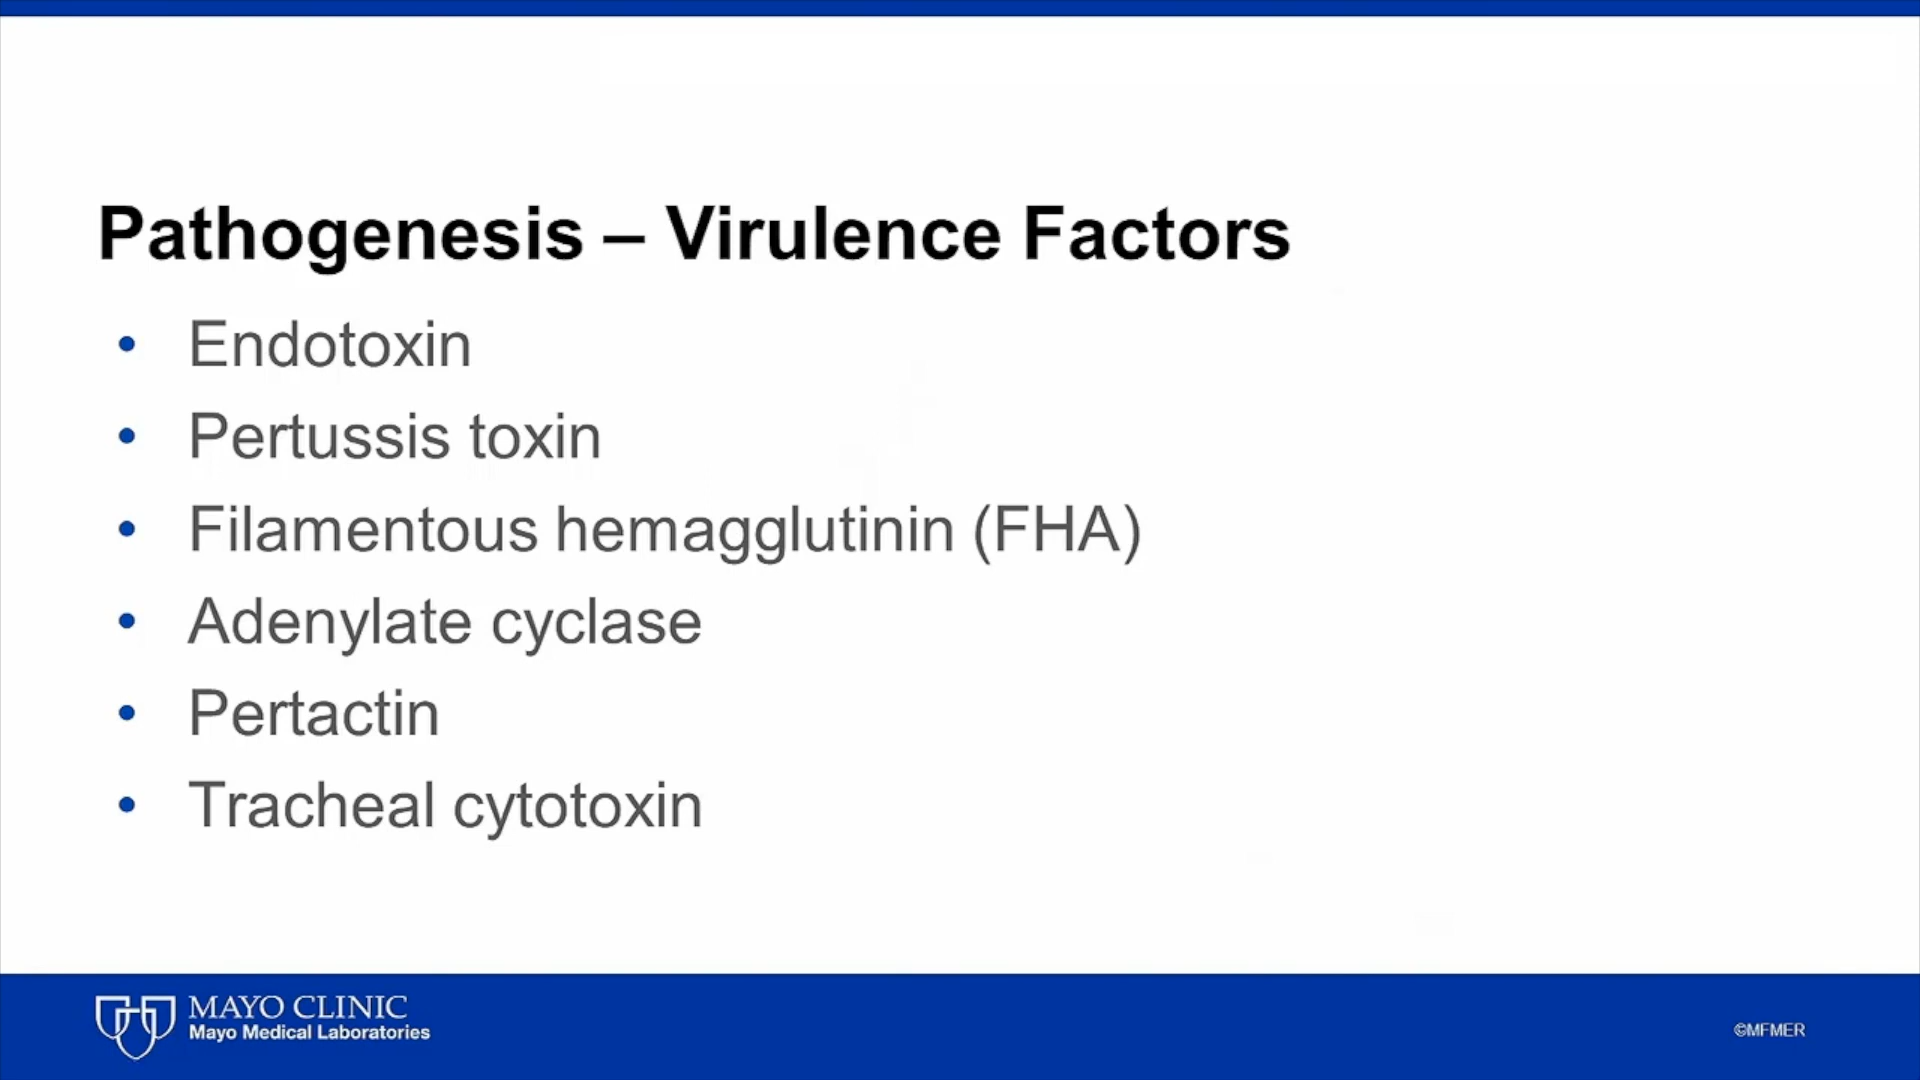 Pathogenesis – Virulence Factors
• Endotoxin
• Pertussis toxin
• Filamentous hemagglutinin (FHA)
• Adenylate cyclase
• Pertactin
• Tracheal cytotoxin
MAYO CLINIC
Mayo Medical Laboratories
©MFMER